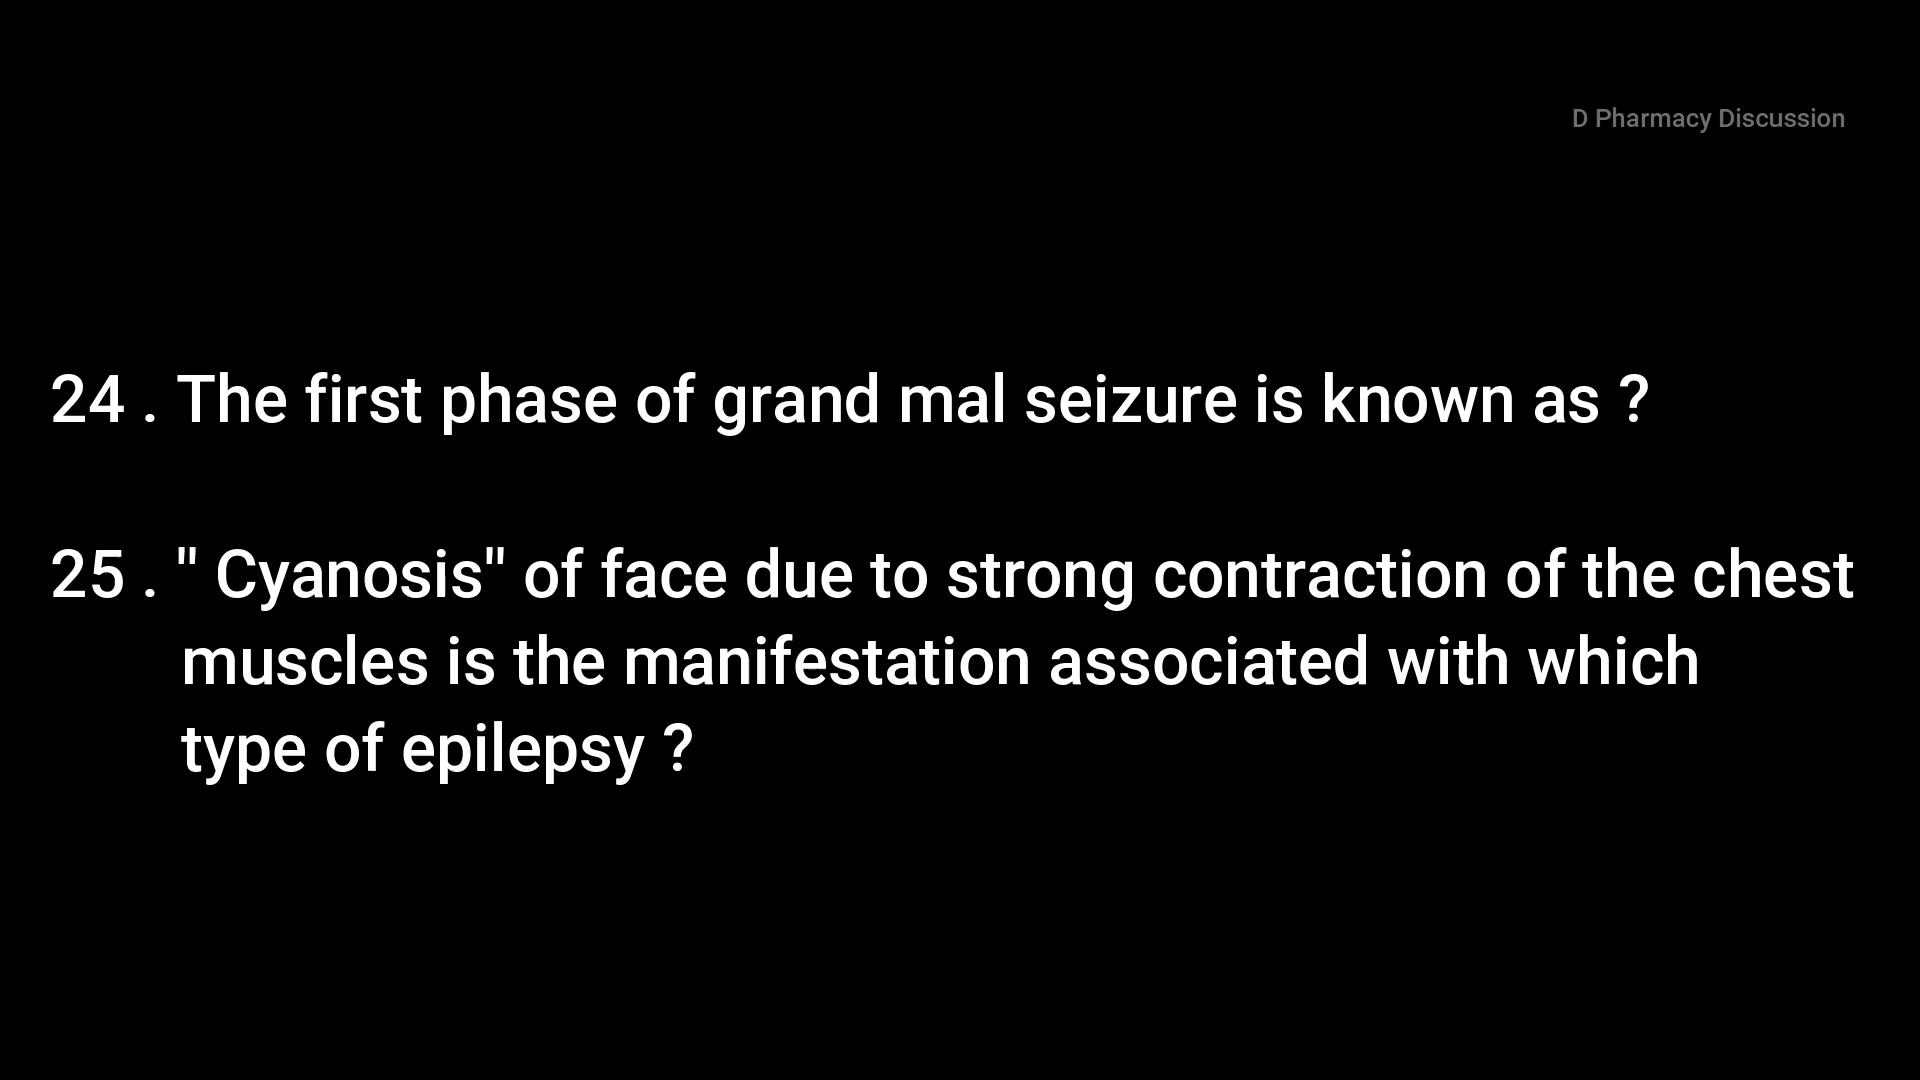 D Pharmacy Discussion
24 . The first phase of grand mal seizure is known as ?
25 . " Cyanosis" of face due to strong contraction of the chest
muscles is the manifestation associated with which
type of epilepsy ?